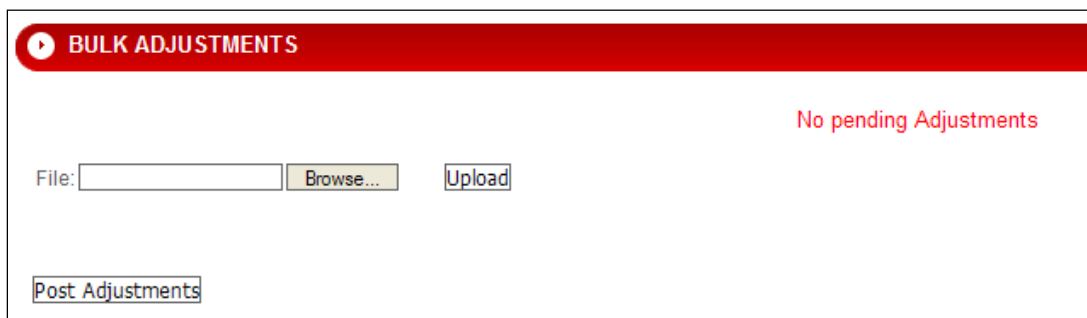 BULK ADJUSTMENTS
No pending Adjustments
File: Browse... Upload
Post Adjustments